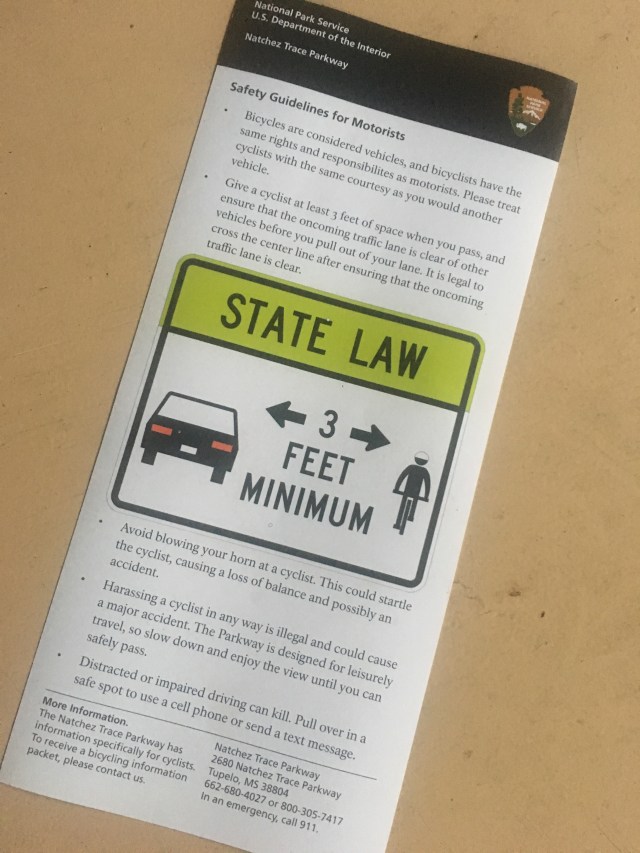 National Park Service
U.S. Department of the Interior
Natchez Trace Parkway
Safety Guidelines for Motorists
• Bicycles are considered vehicles, and bicyclists have the
same rights and responsibilites as motorists. Please treat
cyclists with the same courtesy as you would another
vehicle.
• Give a cyclist at least 3 feet of space when you pass, and
ensure that the oncoming traffic lane is clear of other
vehicles before you pull out of your lane. It is legal to
cross the center line after ensuring that the oncoming
traffic lane is clear.
STATE LAW
3
FEET
MINIMUM
• Avoid blowing your horn at a cyclist. This could startle
the cyclist, causing a loss of balance and possibly an
accident.
• Harassing a cyclist in any way is illegal and could cause
a major accident. The Parkway is designed for leisurely
travel, so slow down and enjoy the view until you can
safely pass.
• Distracted or impaired driving can kill. Pull over in a
safe spot to use a cell phone or send a text message.
More Information.
The Natchez Trace Parkway has
information specifically for cyclists.
To receive a bicycling information
packet, please contact us.
Natchez Trace Parkway
2680 Natchez Trace Parkway
Tupelo, MS 38804
662-680-4027 or 800-305-7417
In an emergency, call 911.